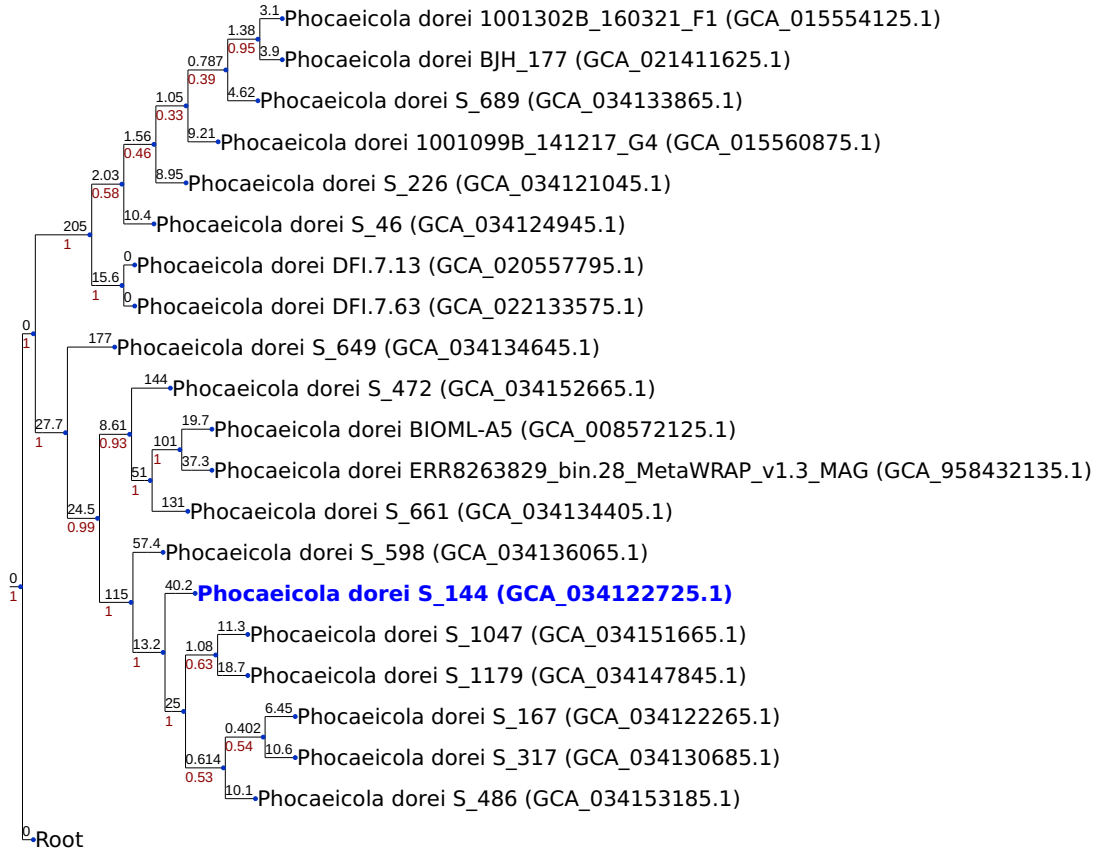 3.1 Phocaeicola dorei 1001302B_160321_F1 (GCA_015554125.1)
1.38
0.95
3.9 Phocaeicola dorei BJH_177 (GCA_021411625.1)
0.787
0.39
4.62 Phocaeicola dorei S_689 (GCA_034133865.1)
1.05
0.33
9.21 Phocaeicola dorei 1001099B_141217_G4 (GCA_015560875.1)
1.56
0.46
8.95 Phocaeicola dorei S_226 (GCA_034121045.1)
2.03
0.58
10.4 Phocaeicola dorei S_46 (GCA_034124945.1)
205
1
0 Phocaeicola dorei DFI.7.13 (GCA_020557795.1)
15.6
1
0 Phocaeicola dorei DFI.7.63 (GCA_022133575.1)
0
1
177 Phocaeicola dorei S_649 (GCA_034134645.1)
144 Phocaeicola dorei S_472 (GCA_034152665.1)
27.7
1
8.61
0.93
19.7 Phocaeicola dorei BIOML-A5 (GCA_008572125.1)
101
1
37.3 Phocaeicola dorei ERR8263829_bin.28_MetaWRAP_v1.3_MAG (GCA_958432135.1)
51
1
131 Phocaeicola dorei S_661 (GCA_034134405.1)
24.5
0.99
57.4 Phocaeicola dorei S_598 (GCA_034136065.1)
0
1
40.2 Phocaeicola dorei S_144 (GCA_034122725.1)
115
1
11.3 Phocaeicola dorei S_1047 (GCA_034151665.1)
13.2
1
1.08
0.63
18.7 Phocaeicola dorei S_1179 (GCA_034147845.1)
25
1
6.45 Phocaeicola dorei S_167 (GCA_034122265.1)
0.402
0.54
10.6 Phocaeicola dorei S_317 (GCA_034130685.1)
0.614
0.53
10.1 Phocaeicola dorei S_486 (GCA_034153185.1)
0 Root